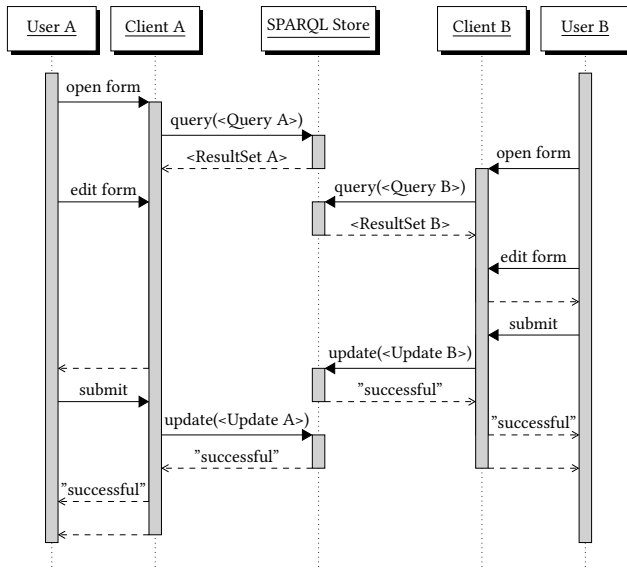 User A
Client A
SPARQL Store
Client B
User B
open form
query(<Query A>)
<ResultSet A>
open form
edit form
query(<Query B>)
<ResultSet B>
edit form
submit
update(<Update B>)
submit
"successful"
update(<Update A>)
"successful"
"successful"
"successful"